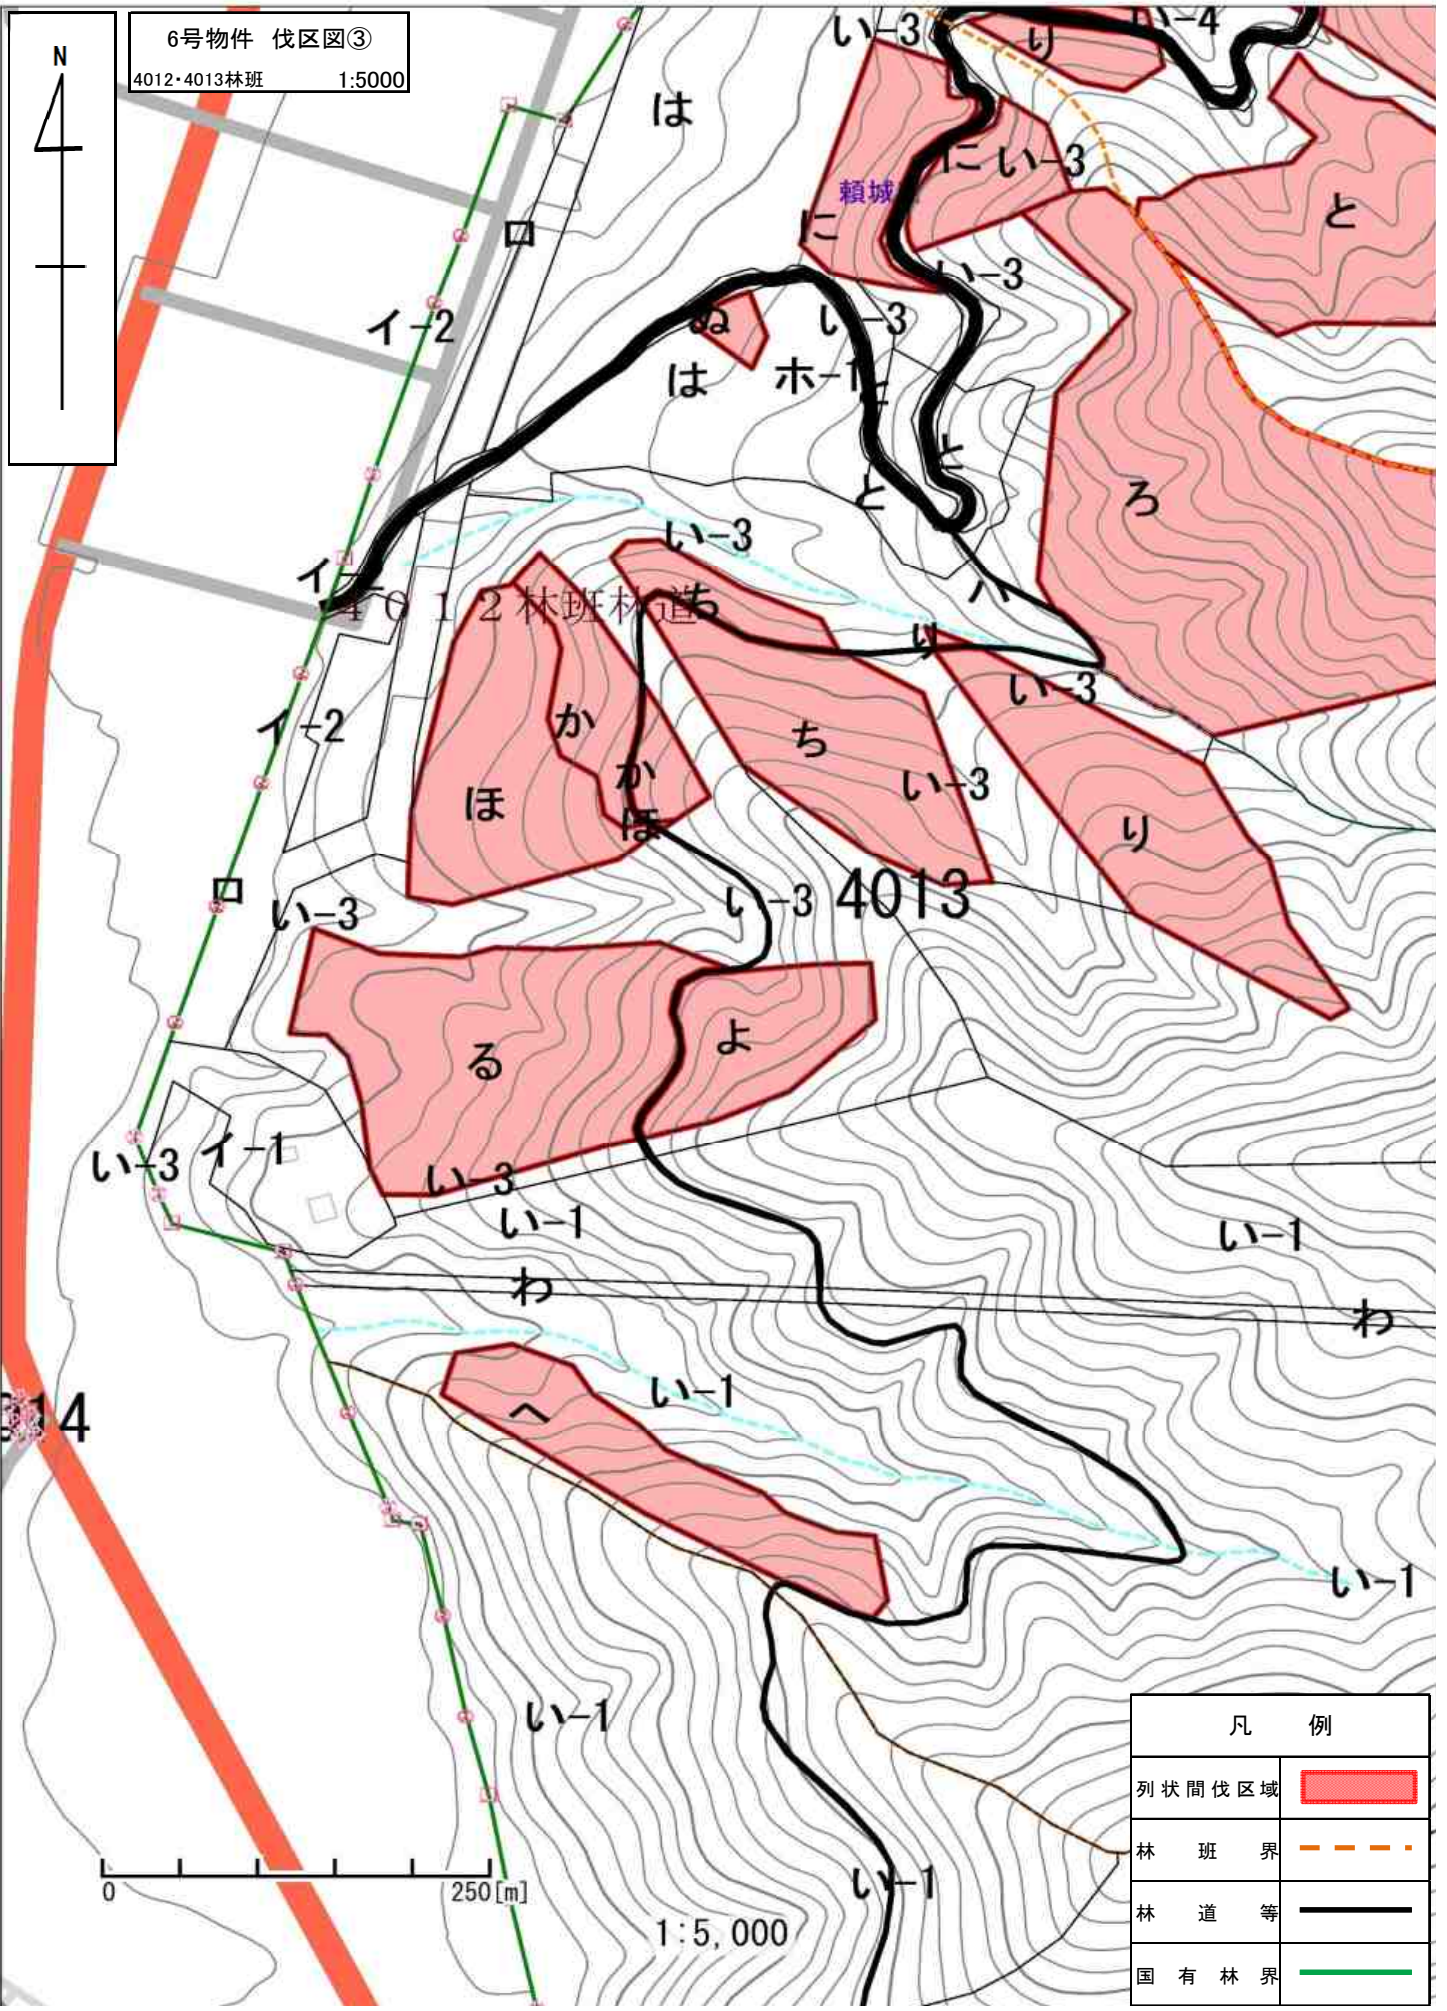 N
6号物件 伐区図③
4012・4013林班 1:5000
い-3
り
い-4
は
に
い-3
頼城
に
と
ロ
い-3
イ-2
ぬ
い-3
は
ホ-1
と
と
と
ろ
い-3
イ-
4012林班林道
ち
ハ
り
い-3
イ-2
か
ち
か
い-3
ほ
ほ
り
ロ
い-3
い-3
4013
る
よ
い-3
イ-1
い-3
い-1
い-1
わ
わ
い-1
へ
14
い-1
い-1
い-1
0
250[m]
1:5,000
凡 例
列状間伐区域
林班界
林道等
国有林界